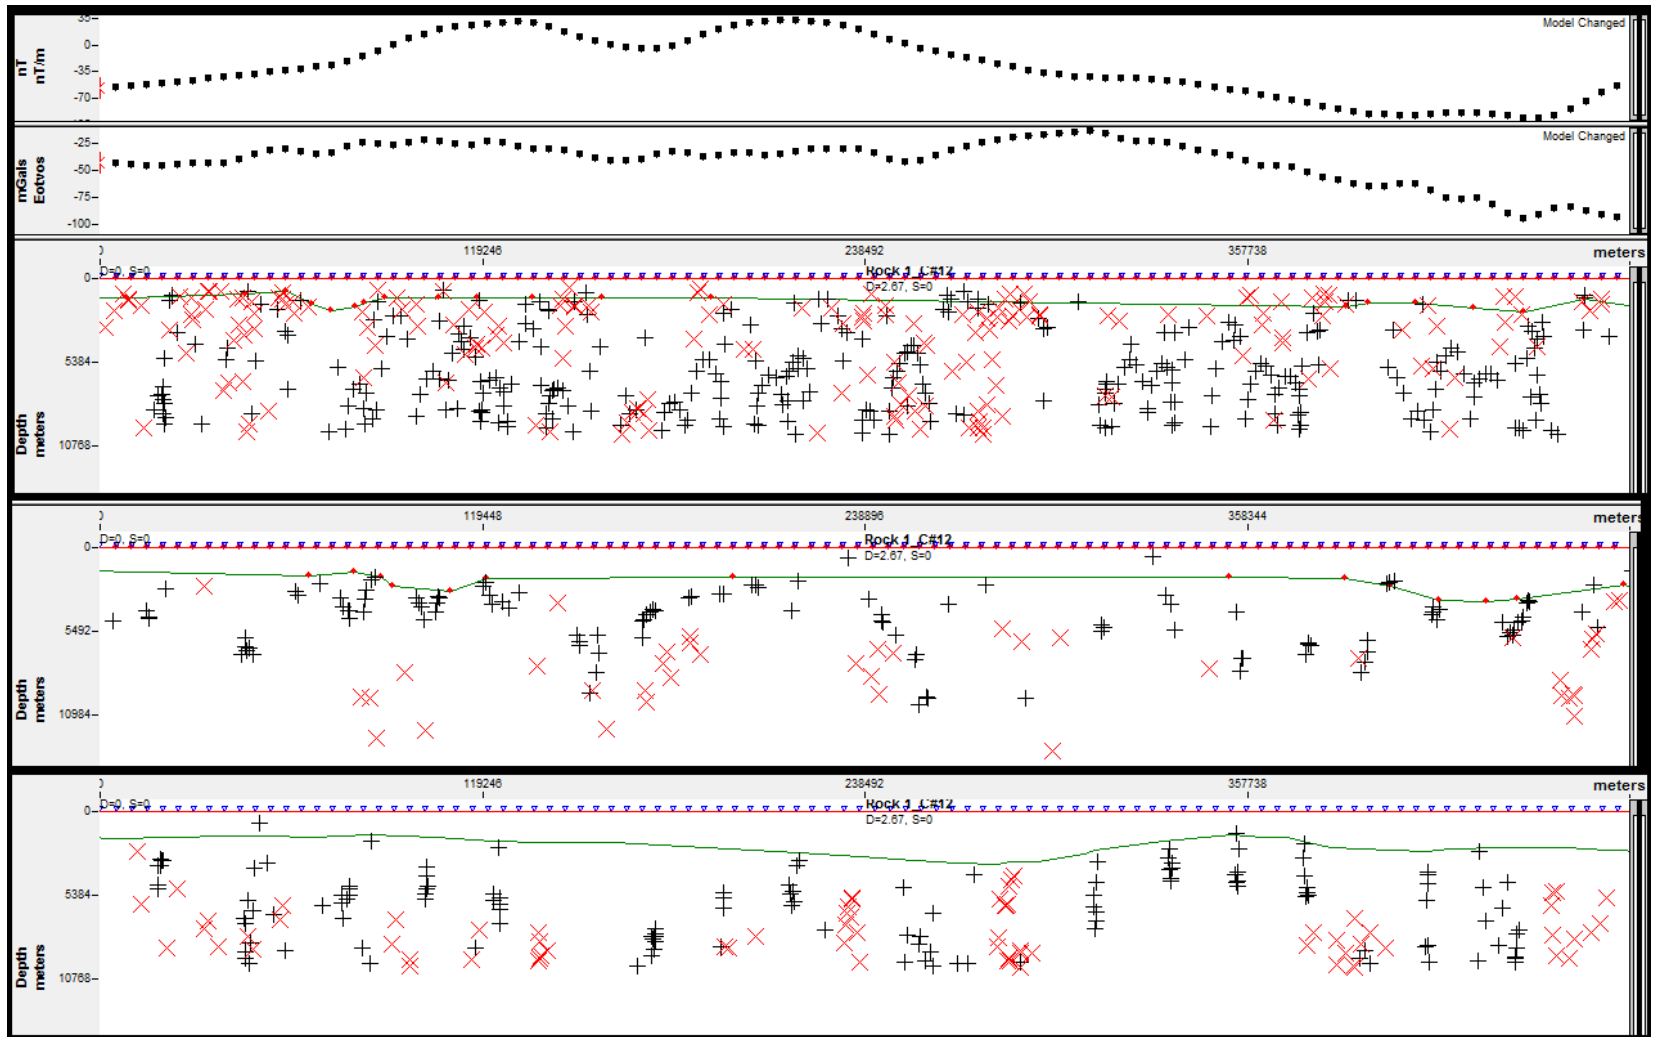 35-
Model Changed
0-
-35-
-70-
nT
nT/m
Model Changed
-25-
-50-
-75-
-100-
mGals
Eotvos
0 119246 238492 357738 meters
D=0, S=0 Rock 1 C#12
0-
D=2.67, S=0
5384-
10768-
Depth
meters
0 119448 238896 358344 meters
D=0, S=0 Rock 1 C#12
0-
D=2.67, S=0
5492-
10984-
Depth
meters
0 119246 238492 357738 meters
D=0, S=0 Rock 1 C#12
0-
D=2.67, S=0
5384-
10768-
Depth
meters